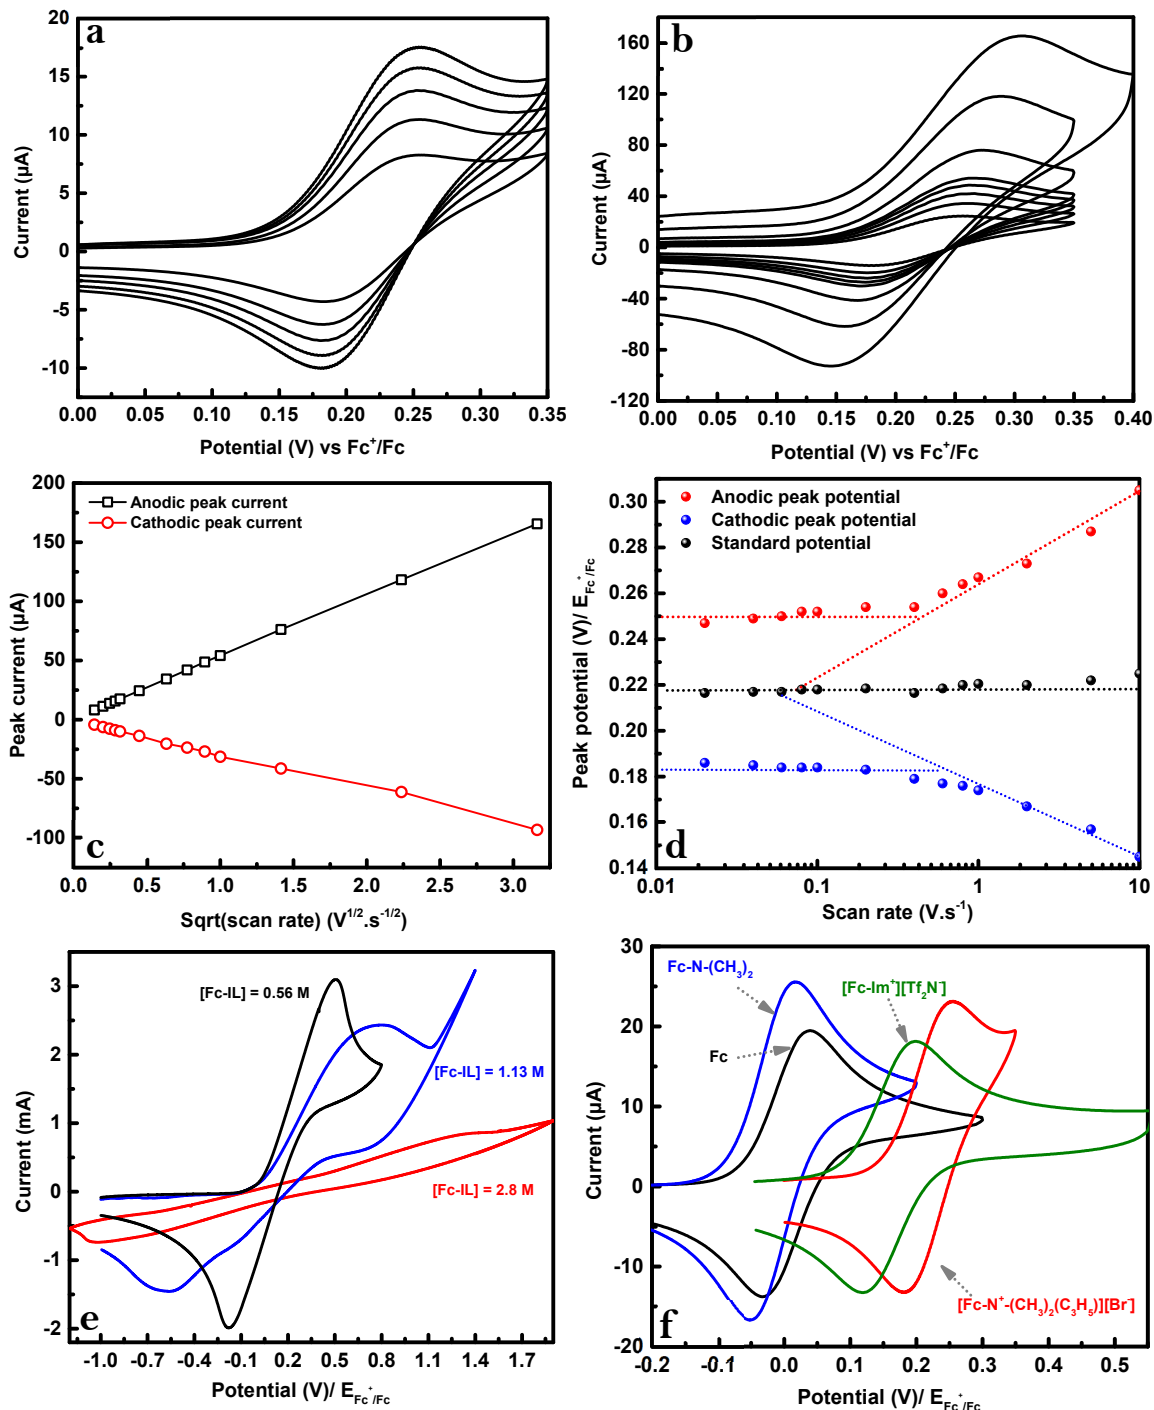 a
20
15
10
5
0
-5
-10
Current (µA)
0.00 0.05 0.10 0.15 0.20 0.25 0.30 0.35
Potential (V) vs Fc⁺/Fc
b
160
120
80
40
0
-40
-80
-120
Current (µA)
0.00 0.05 0.10 0.15 0.20 0.25 0.30 0.35 0.40
Potential (V) vs Fc⁺/Fc
200
150
100
50
0
-50
-100
Peak current (µA)
Anodic peak current
Cathodic peak current
c
0.0 0.5 1.0 1.5 2.0 2.5 3.0
Sqrt(scan rate) (V^1/2.s^-1/2)
0.30
0.28
0.26
0.24
0.22
0.20
0.18
0.16
0.14
Peak potential (V)/ E_Fc⁺/Fc
Anodic peak potential
Cathodic peak potential
Standard potential
d
0.01 0.1 1 10
Scan rate (V.s⁻¹)
3
2
1
0
-1
-2
Current (mA)
[Fc-IL] = 0.56 M
[Fc-IL] = 1.13 M
[Fc-IL] = 2.8 M
e
-1.0 -0.7 -0.4 -0.1 0.2 0.5 0.8 1.1 1.4 1.7
Potential (V)/ E_Fc⁺/Fc
30
20
10
0
-10
-20
Current (µA)
Fc-N-(CH₃)₂
[Fc-Im⁺][Tf₂N⁻]
Fc
[Fc-N⁺-(CH₃)₂(C₃H₅)][Br⁻]
f
-0.2 -0.1 0.0 0.1 0.2 0.3 0.4 0.5
Potential (V)/ E_Fc⁺/Fc